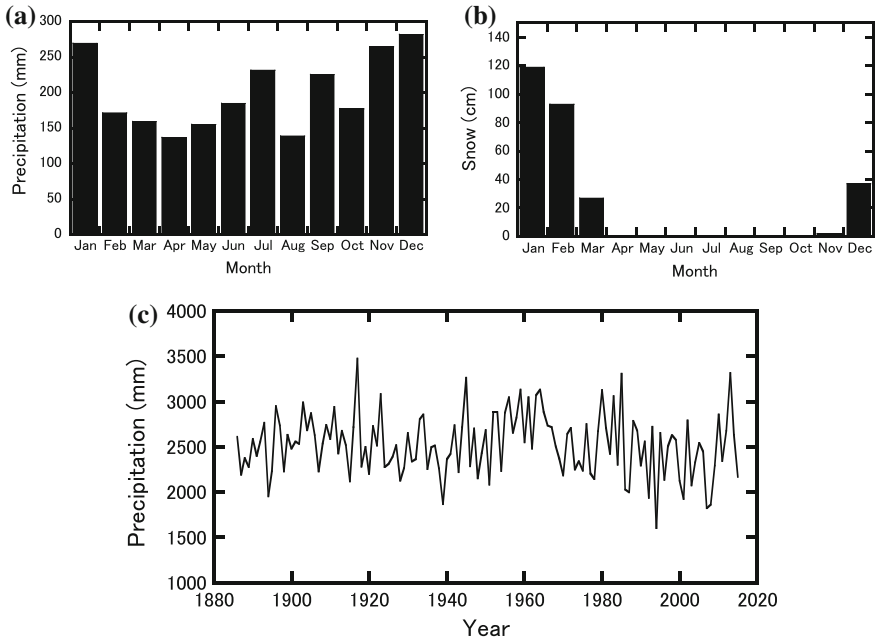 (a)
Precipitation (mm)
300
250
200
150
100
50
0
Jan Feb Mar Apr May Jun Jul Aug Sep Oct Nov Dec
Month
(b)
Snow (cm)
140
120
100
80
60
40
20
0
Jan Feb Mar Apr May Jun Jul Aug Sep Oct Nov Dec
Month
(c)
Precipitation (mm)
4000
3500
3000
2500
2000
1500
1000
1880 1900 1920 1940 1960 1980 2000 2020
Year